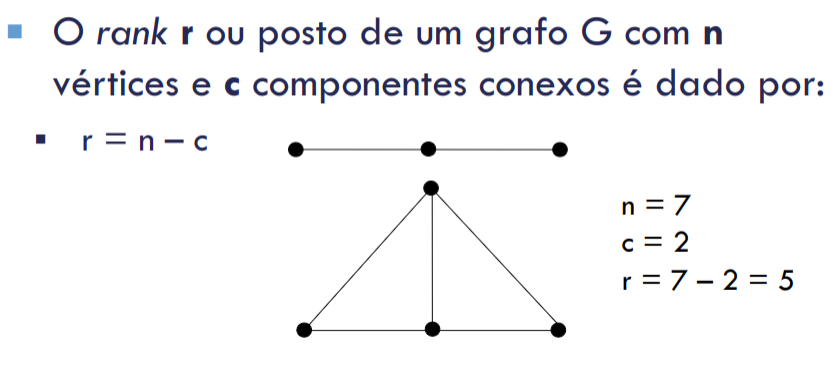 O rank r ou posto de um grafo G com n
vértices e c componentes conexos é dado por:
r = n – c
n = 7
c = 2
r = 7 – 2 = 5